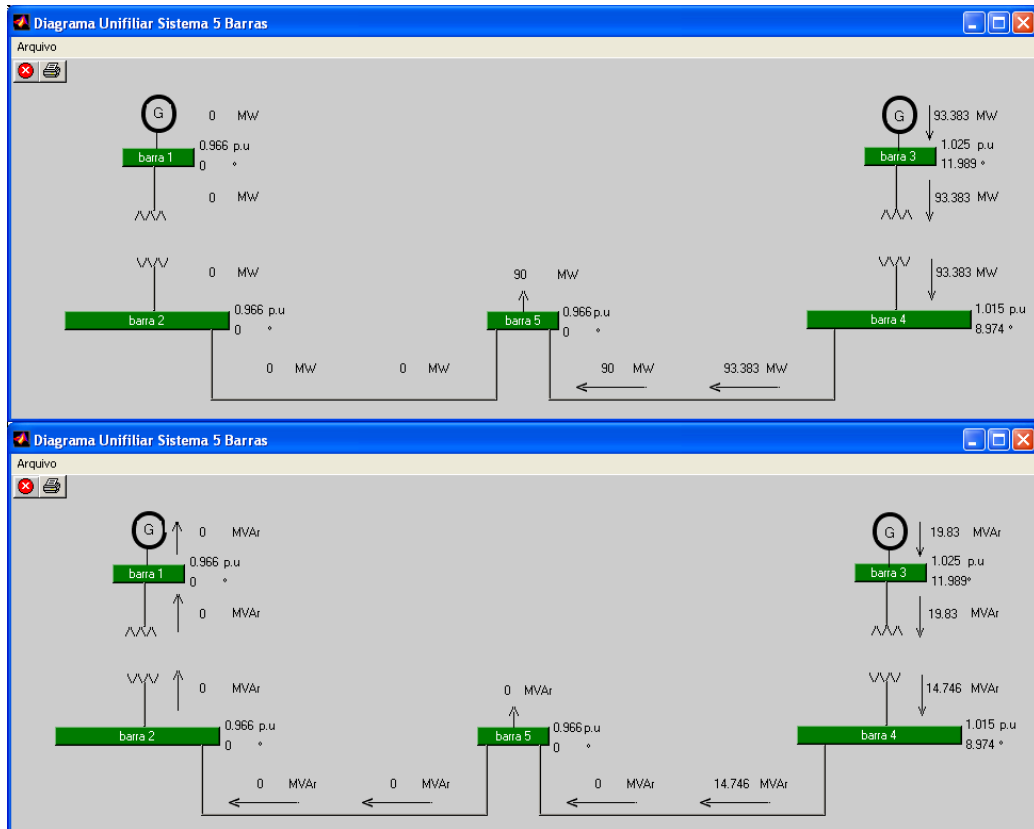 Diagrama Unifiliar Sistema 5 Barras
Arquivo
G 0 MW G 93.383 MW
0.966 p.u 1.025 p.u
barra 1 barra 3
0 ° 11.989 °
0 MW 93.383 MW
0 MW 90 MW 93.383 MW
0.966 p.u 0.966 p.u 1.015 p.u
barra 2 barra 5 barra 4
0 ° 0 ° 8.974 °
0 MW 0 MW 90 MW 93.383 MW
Diagrama Unifiliar Sistema 5 Barras
Arquivo
G 0 MVAr G 19.83 MVAr
0.966 p.u 1.025 p.u
barra 1 barra 3
0 ° 11.989°
0 MVAr 19.83 MVAr
0 MVAr 0 MVAr 14.746 MVAr
0.966 p.u 0.966 p.u 1.015 p.u
barra 2 barra 5 barra 4
0 ° 0 ° 8.974 °
0 MVAr 0 MVAr 0 MVAr 14.746 MVAr